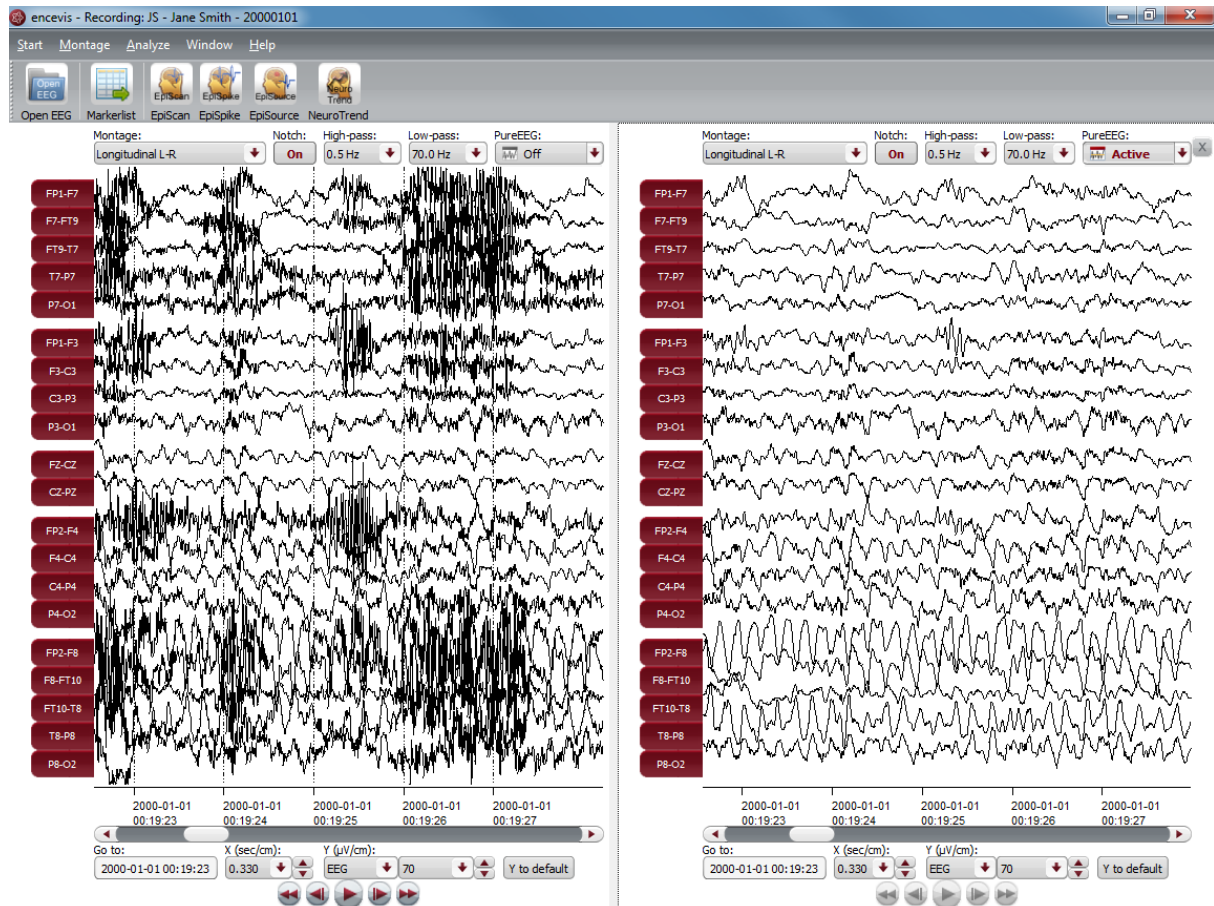 encevis - Recording: JS - Jane Smith - 20000101
Start Montage Analyze Window Help
Open EEG
EpiScan EpiSpike EpiSource Neuro Trend
Open EEG Markerlist EpiScan EpiSpike EpiSource NeuroTrend
Montage: Notch: High-pass: Low-pass: PureEEG:
Longitudinal L-R On 0.5 Hz 70.0 Hz Off
FP1-F7
F7-FT9
FT9-T7
T7-P7
P7-O1
FP1-F3
F3-C3
C3-P3
P3-O1
FZ-CZ
CZ-PZ
FP2-F4
F4-C4
C4-P4
P4-O2
FP2-F8
F8-FT10
FT10-T8
T8-P8
P8-O2
2000-01-01 2000-01-01 2000-01-01 2000-01-01 2000-01-01
00:19:23 00:19:24 00:19:25 00:19:26 00:19:27
Go to: X (sec/cm): Y (µV/cm):
2000-01-01 00:19:23 0.330 EEG 70 Y to default
Montage: Notch: High-pass: Low-pass: PureEEG:
Longitudinal L-R On 0.5 Hz 70.0 Hz Active X
FP1-F7
F7-FT9
FT9-T7
T7-P7
P7-O1
FP1-F3
F3-C3
C3-P3
P3-O1
FZ-CZ
CZ-PZ
FP2-F4
F4-C4
C4-P4
P4-O2
FP2-F8
F8-FT10
FT10-T8
T8-P8
P8-O2
2000-01-01 2000-01-01 2000-01-01 2000-01-01 2000-01-01
00:19:23 00:19:24 00:19:25 00:19:26 00:19:27
Go to: X (sec/cm): Y (µV/cm):
2000-01-01 00:19:23 0.330 EEG 70 Y to default